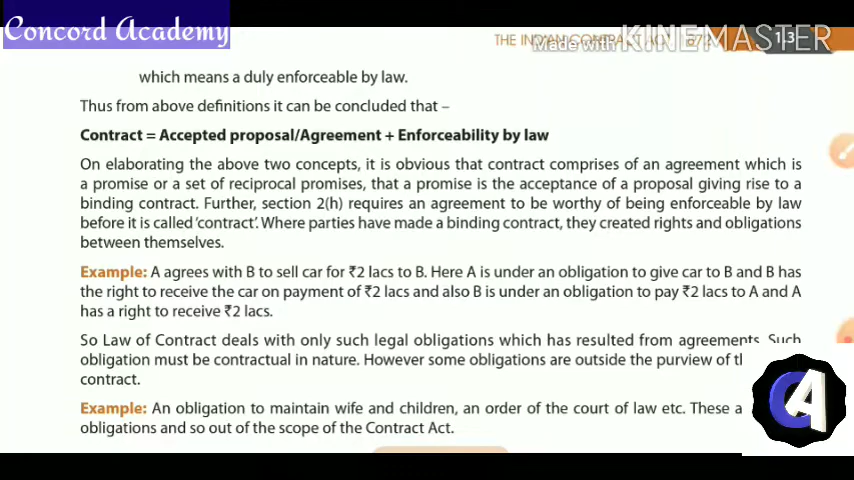 Concord Academy
THE INDIAN CONTRACT ACT, 1872 1.3
Made with KINEMASTER
which means a duly enforceable by law.
Thus from above definitions it can be concluded that –
Contract = Accepted proposal/Agreement + Enforceability by law
On elaborating the above two concepts, it is obvious that contract comprises of an agreement which is
a promise or a set of reciprocal promises, that a promise is the acceptance of a proposal giving rise to a
binding contract. Further, section 2(h) requires an agreement to be worthy of being enforceable by law
before it is called ‘contract’. Where parties have made a binding contract, they created rights and obligations
between themselves.
Example: A agrees with B to sell car for ₹2 lacs to B. Here A is under an obligation to give car to B and B has
the right to receive the car on payment of ₹2 lacs and also B is under an obligation to pay ₹2 lacs to A and A
has a right to receive ₹2 lacs.
So Law of Contract deals with only such legal obligations which has resulted from agreements. Such
obligation must be contractual in nature. However some obligations are outside the purview of
contract.
Example: An obligation to maintain wife and children, an order of the court of law etc. These
obligations and so out of the scope of the Contract Act.
CA